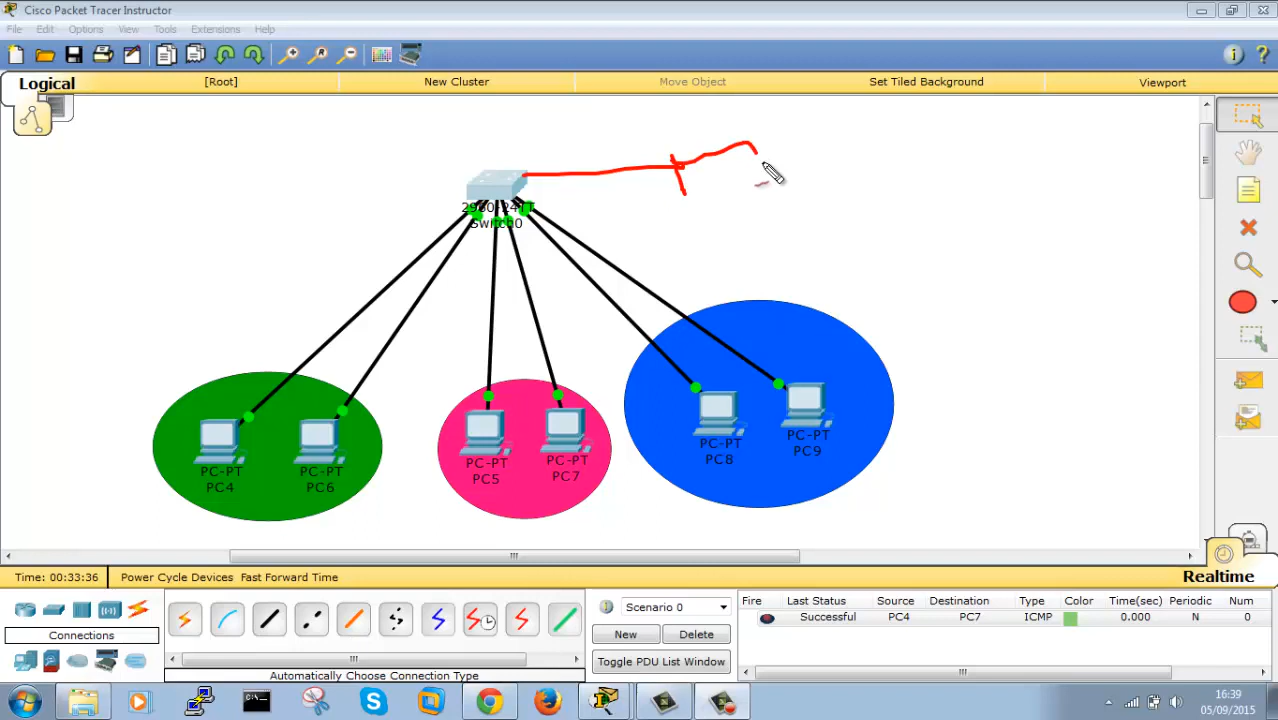 Cisco Packet Tracer Instructor
File Edit Options View Tools Extensions Help
Logical [Root] New Cluster Move Object Set Tiled Background Viewport
2960-24TT
Switch0
PC-PT
PC4
PC-PT
PC6
PC-PT
PC5
PC-PT
PC7
PC-PT
PC8
PC-PT
PC9
Time: 00:33:36 Power Cycle Devices Fast Forward Time Realtime
Connections
Automatically Choose Connection Type
Scenario 0
New Delete
Toggle PDU List Window
Fire Last Status Source Destination Type Color Time(sec) Periodic Num
Successful PC4 PC7 ICMP 0.000 N 0
16:39
05/09/2015